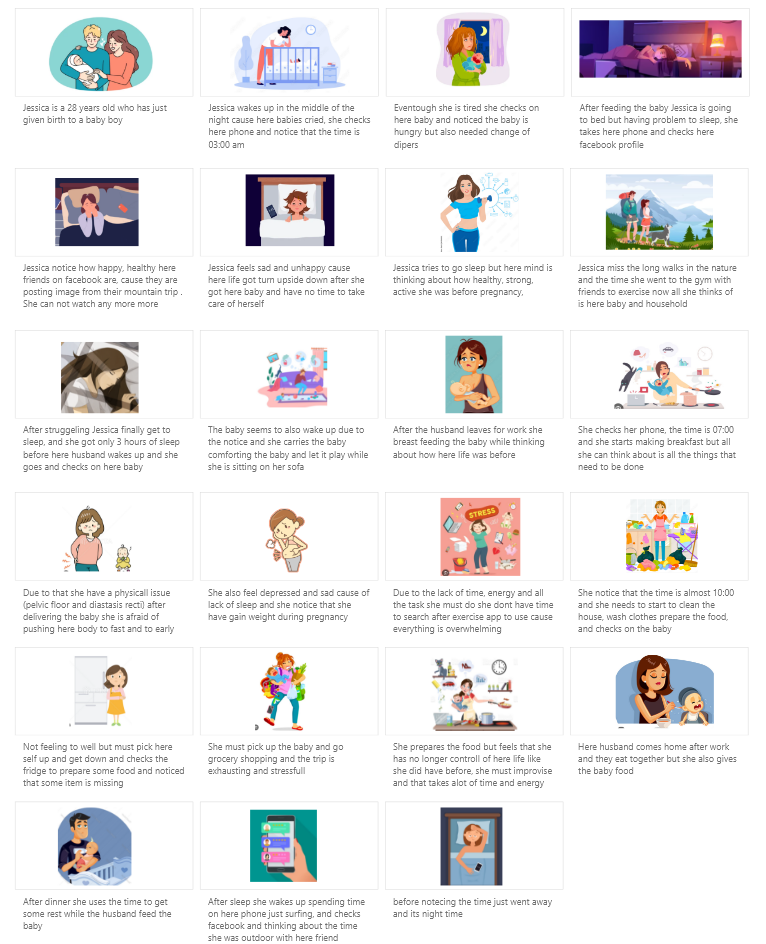 Jessica is a 28 years old who has just
given birth to a baby boy
Jessica wakes up in the middle of the
night cause here babies cried, she checks
here phone and notice that the time is
03:00 am
Eventough she is tired she checks on
here baby and noticed the baby is
hungry but also needed change of
dipers
After feeding the baby Jessica is going
to bed but having problem to sleep, she
takes here phone and checks here
facebook profile
Jessica notice how happy, healthy here
friends on facebook are, cause they are
posting image from their mountain trip .
She can not watch any more more
Jessica feels sad and unhappy cause
here life got turn upside down after she
got here baby and have no time to take
care of herself
Jessica tries to go sleep but here mind is
thinking about how healthy, strong,
active she was before pregnancy,
Jessica miss the long walks in the nature
and the time she went to the gym with
friends to exercise now all she thinks of
is here baby and household
After struggeling Jessica finally get to
sleep, and she got only 3 hours of sleep
before here husband wakes up and she
goes and checks on here baby
The baby seems to also wake up due to
the notice and she carries the baby
comforting the baby and let it play while
she is sitting on her sofa
After the husband leaves for work she
breast feeding the baby while thinking
about how here life was before
She checks her phone, the time is 07:00
and she starts making breakfast but all
she can think about is all the things that
need to be done
Due to that she have a physicall issue
(pelvic floor and diastasis recti) after
delivering the baby she is afraid of
pushing here body to fast and to early
She also feel depressed and sad cause of
lack of sleep and she notice that she
have gain weight during pregnancy
STRESS
Due to the lack of time, energy and all
the task she must do she dont have time
to search after exercise app to use cause
everything is overwhelming
She notice that the time is almost 10:00
and she needs to start to clean the
house, wash clothes prepare the food,
and checks on the baby
Not feeling to well but must pick here
self up and get down and checks the
fridge to prepare some food and noticed
that some item is missing
She must pick up the baby and go
grocery shopping and the trip is
exhausting and stressfull
She prepares the food but feels that she
has no longer controll of here life like
she did have before, she must improvise
and that takes alot of time and energy
Here husband comes home after work
and they eat together but she also gives
the baby food
After dinner she uses the time to get
some rest while the husband feed the
baby
After sleep she wakes up spending time
on here phone just surfing, and checks
facebook and thinking about the time
she was outdoor with here friend
before notecing the time just went away
and its night time